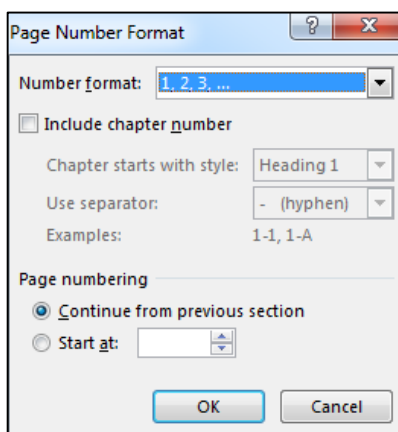 Page Number Format ?
Number format: 1, 2, 3, ...
Include chapter number
Chapter starts with style: Heading 1
Use separator: - (hyphen)
Examples: 1-1, 1-A
Page numbering
Continue from previous section
Start at:
OK Cancel